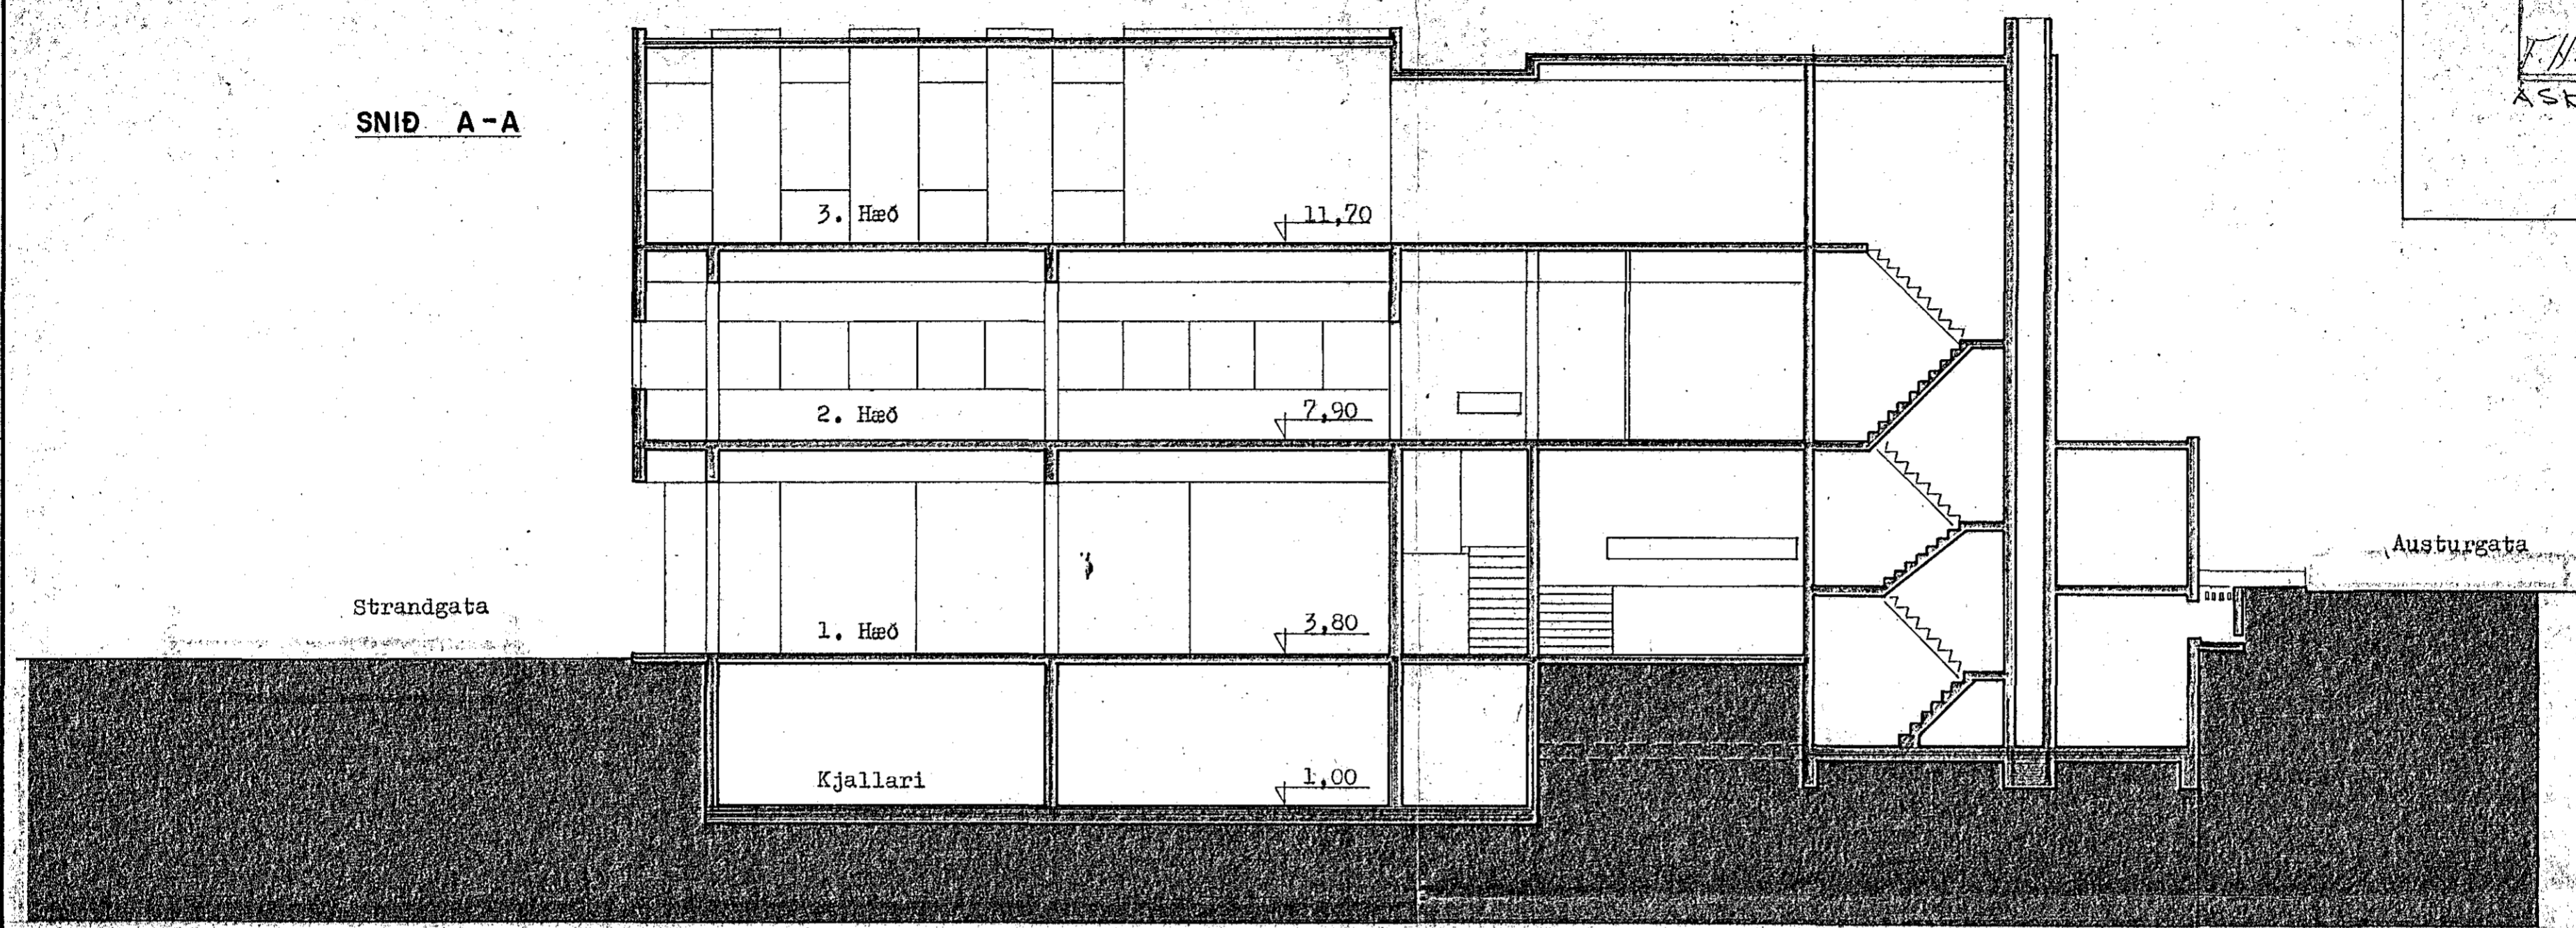 SNIÐ A-A
3. Hæð
11,70
2. Hæð
7,90
Austurgata
Strandgata
1. Hæð
3,80
Kjallari
1,00